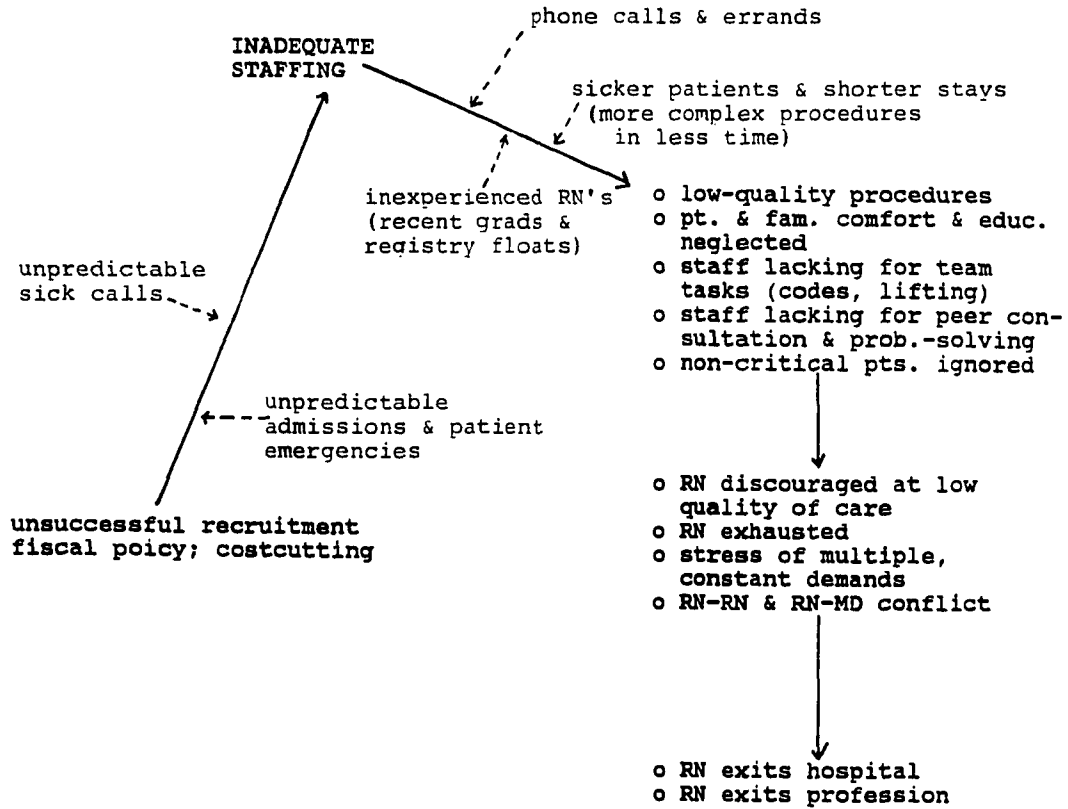 phone calls & errands
INADEQUATE
STAFFING
sicker patients & shorter stays
(more complex procedures
in less time)
inexperienced RN's
(recent grads &
registry floats)
o low-quality procedures
o pt. & fam. comfort & educ.
neglected
o staff lacking for team
tasks (codes, lifting)
o staff lacking for peer con-
sultation & prob.-solving
o non-critical pts. ignored
unpredictable
sick calls
unpredictable
admissions & patient
emergencies
unsuccessful recruitment
fiscal poicy; costcutting
o RN discouraged at low
quality of care
o RN exhausted
o stress of multiple,
constant demands
o RN-RN & RN-MD conflict
o RN exits hospital
o RN exits profession